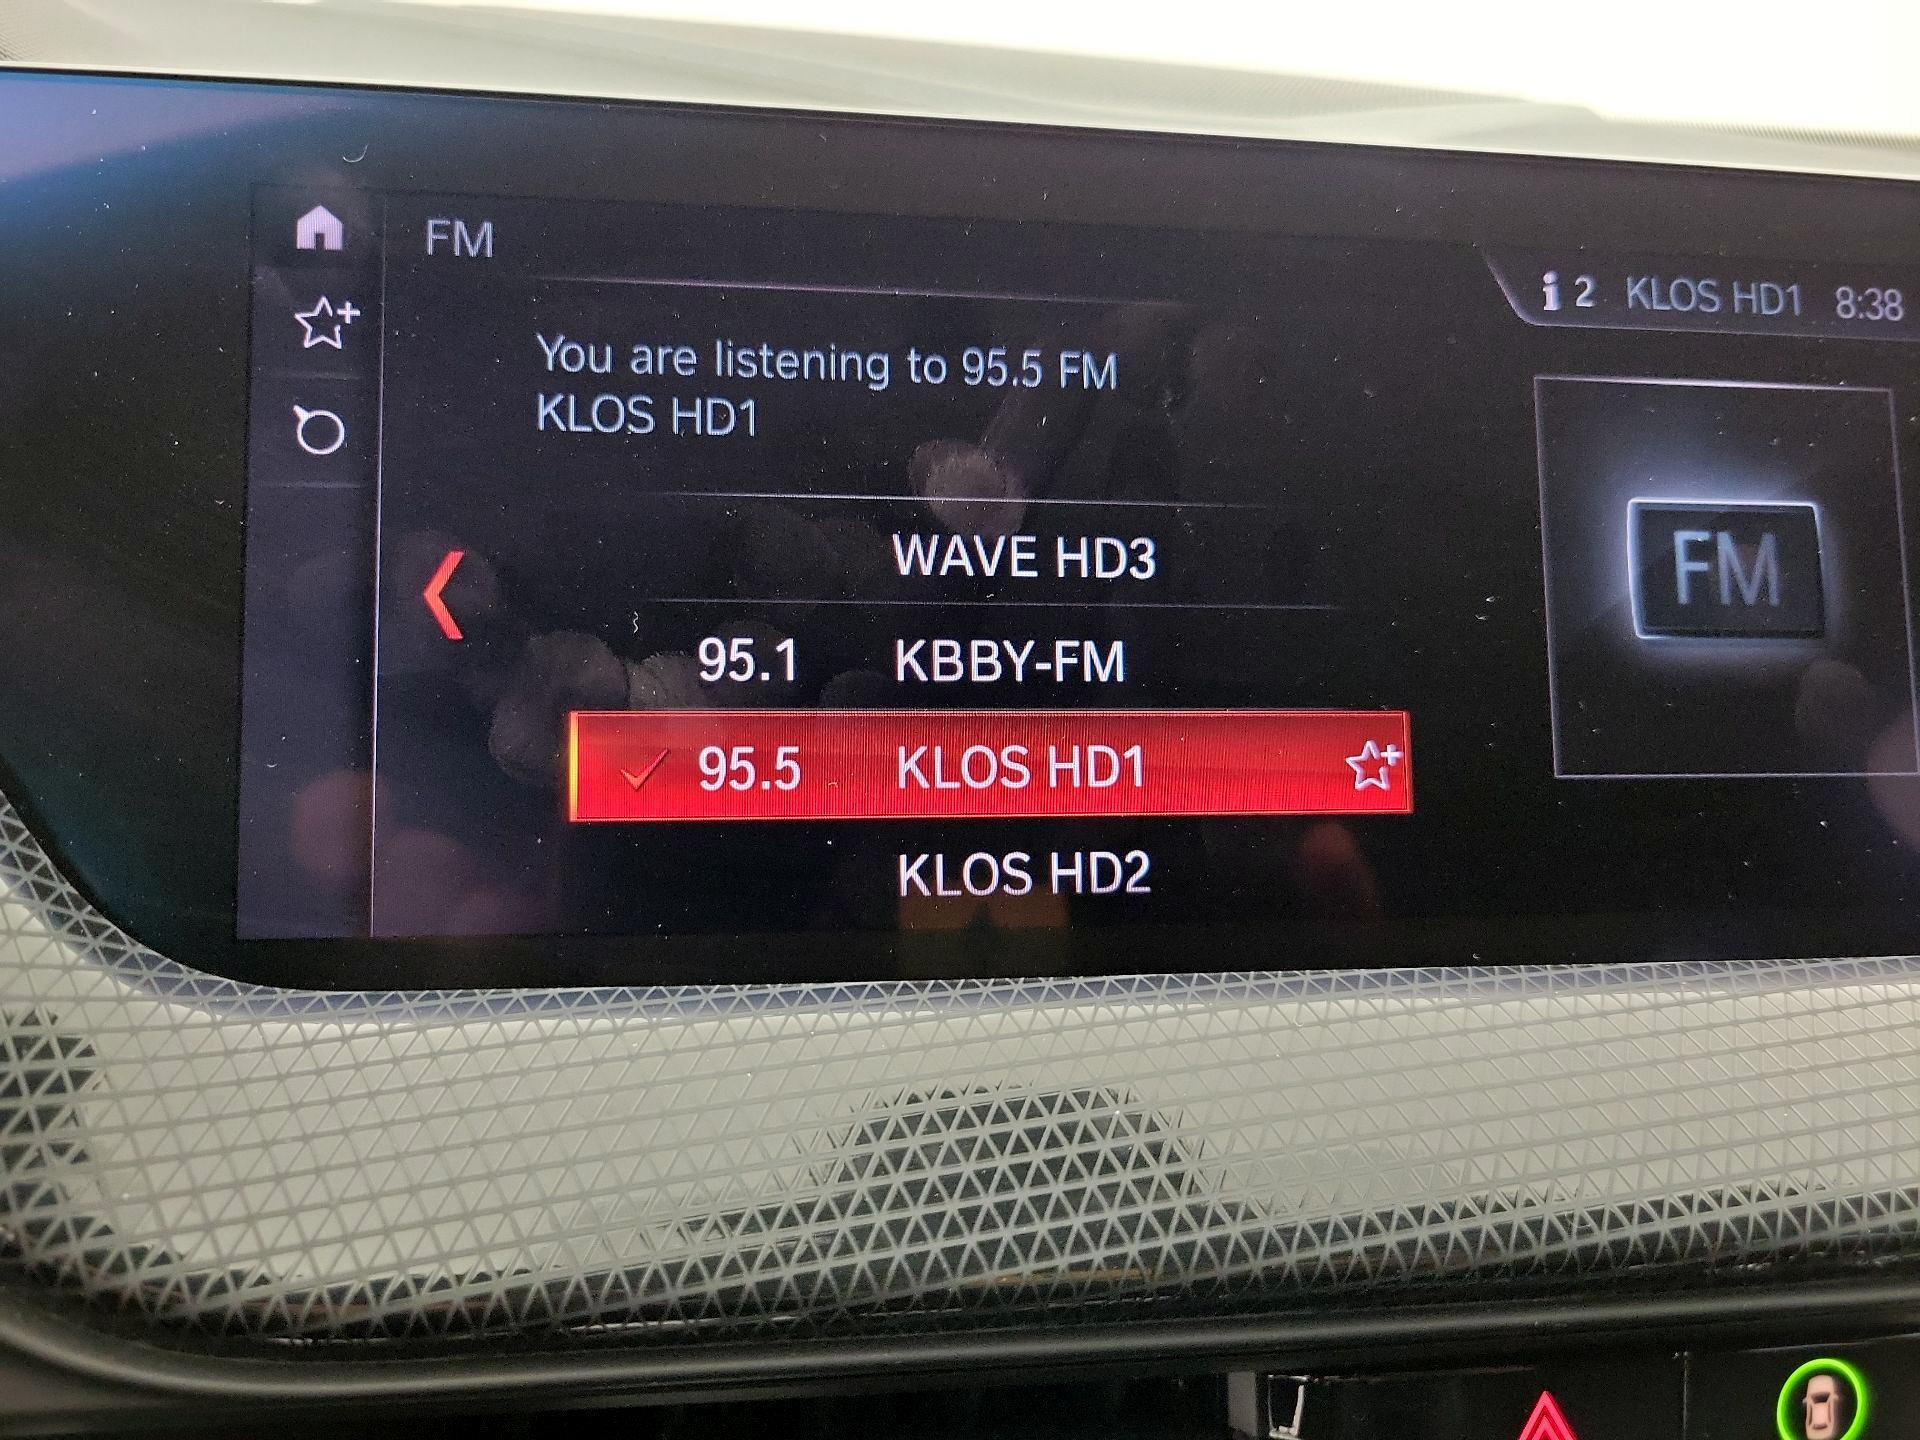 FM
i 2 KLOS HD1 8:38
You are listening to 95.5 FM
KLOS HD1
WAVE HD3
95.1 KBBY-FM
95.5 KLOS HD1
KLOS HD2
FM